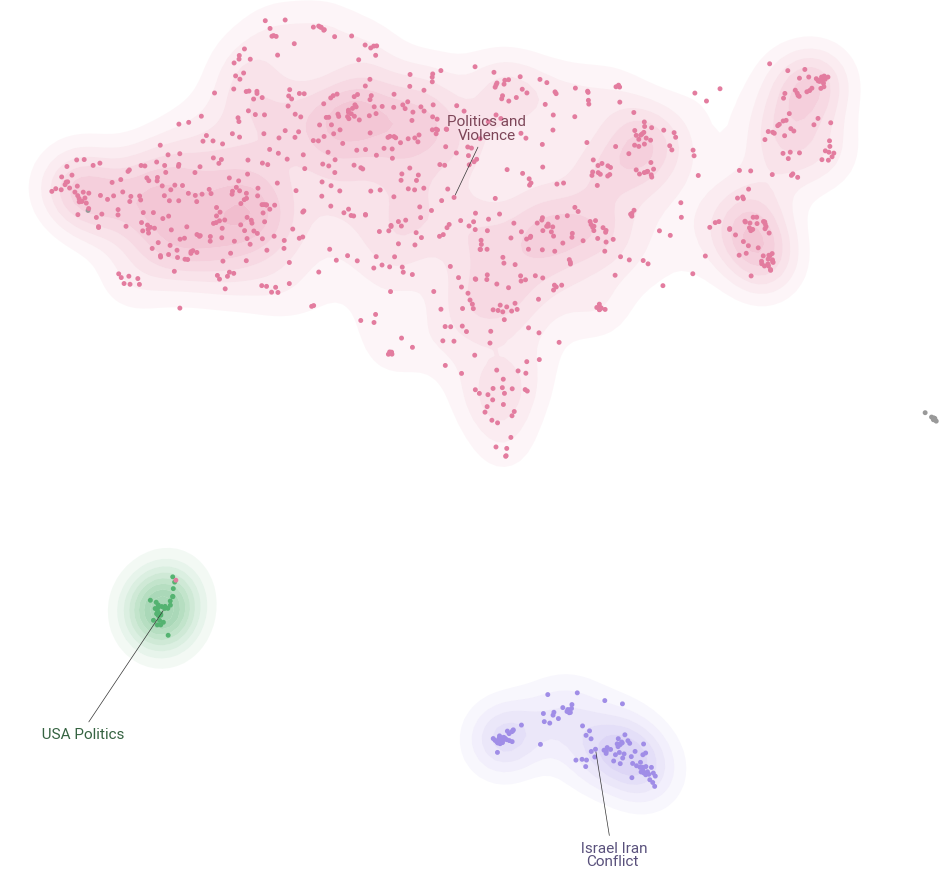 Politics and
Violence
USA Politics
Israel Iran
Conflict